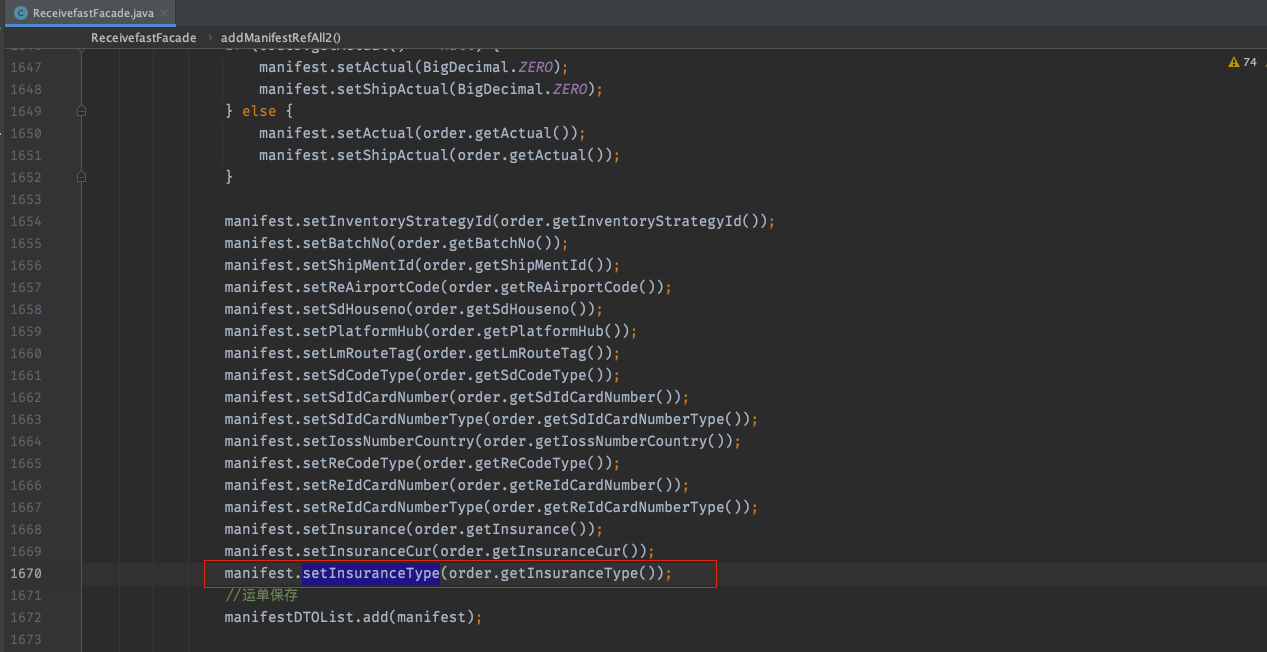 ReceivefastFacade.java
ReceivefastFacade > addManifestRefAll2()
74
1647 manifest.setActual(BigDecimal.ZERO);
1648 manifest.setShipActual(BigDecimal.ZERO);
1649 } else {
1650 manifest.setActual(order.getActual());
1651 manifest.setShipActual(order.getActual());
1652 }
1653
1654 manifest.setInventoryStrategyId(order.getInventoryStrategyId());
1655 manifest.setBatchNo(order.getBatchNo());
1656 manifest.setShipMentId(order.getShipMentId());
1657 manifest.setReAirportCode(order.getReAirportCode());
1658 manifest.setSdHouseno(order.getSdHouseno());
1659 manifest.setPlatformHub(order.getPlatformHub());
1660 manifest.setLmRouteTag(order.getLmRouteTag());
1661 manifest.setSdCodeType(order.getSdCodeType());
1662 manifest.setSdIdCardNumber(order.getSdIdCardNumber());
1663 manifest.setSdIdCardNumberType(order.getSdIdCardNumberType());
1664 manifest.setIossNumberCountry(order.getIossNumberCountry());
1665 manifest.setReCodeType(order.getReCodeType());
1666 manifest.setReIdCardNumber(order.getReIdCardNumber());
1667 manifest.setReIdCardNumberType(order.getReIdCardNumberType());
1668 manifest.setInsurance(order.getInsurance());
1669 manifest.setInsuranceCur(order.getInsuranceCur());
1670 manifest.setInsuranceType(order.getInsuranceType());
1671 //运单保存
1672 manifestDTOList.add(manifest);
1673